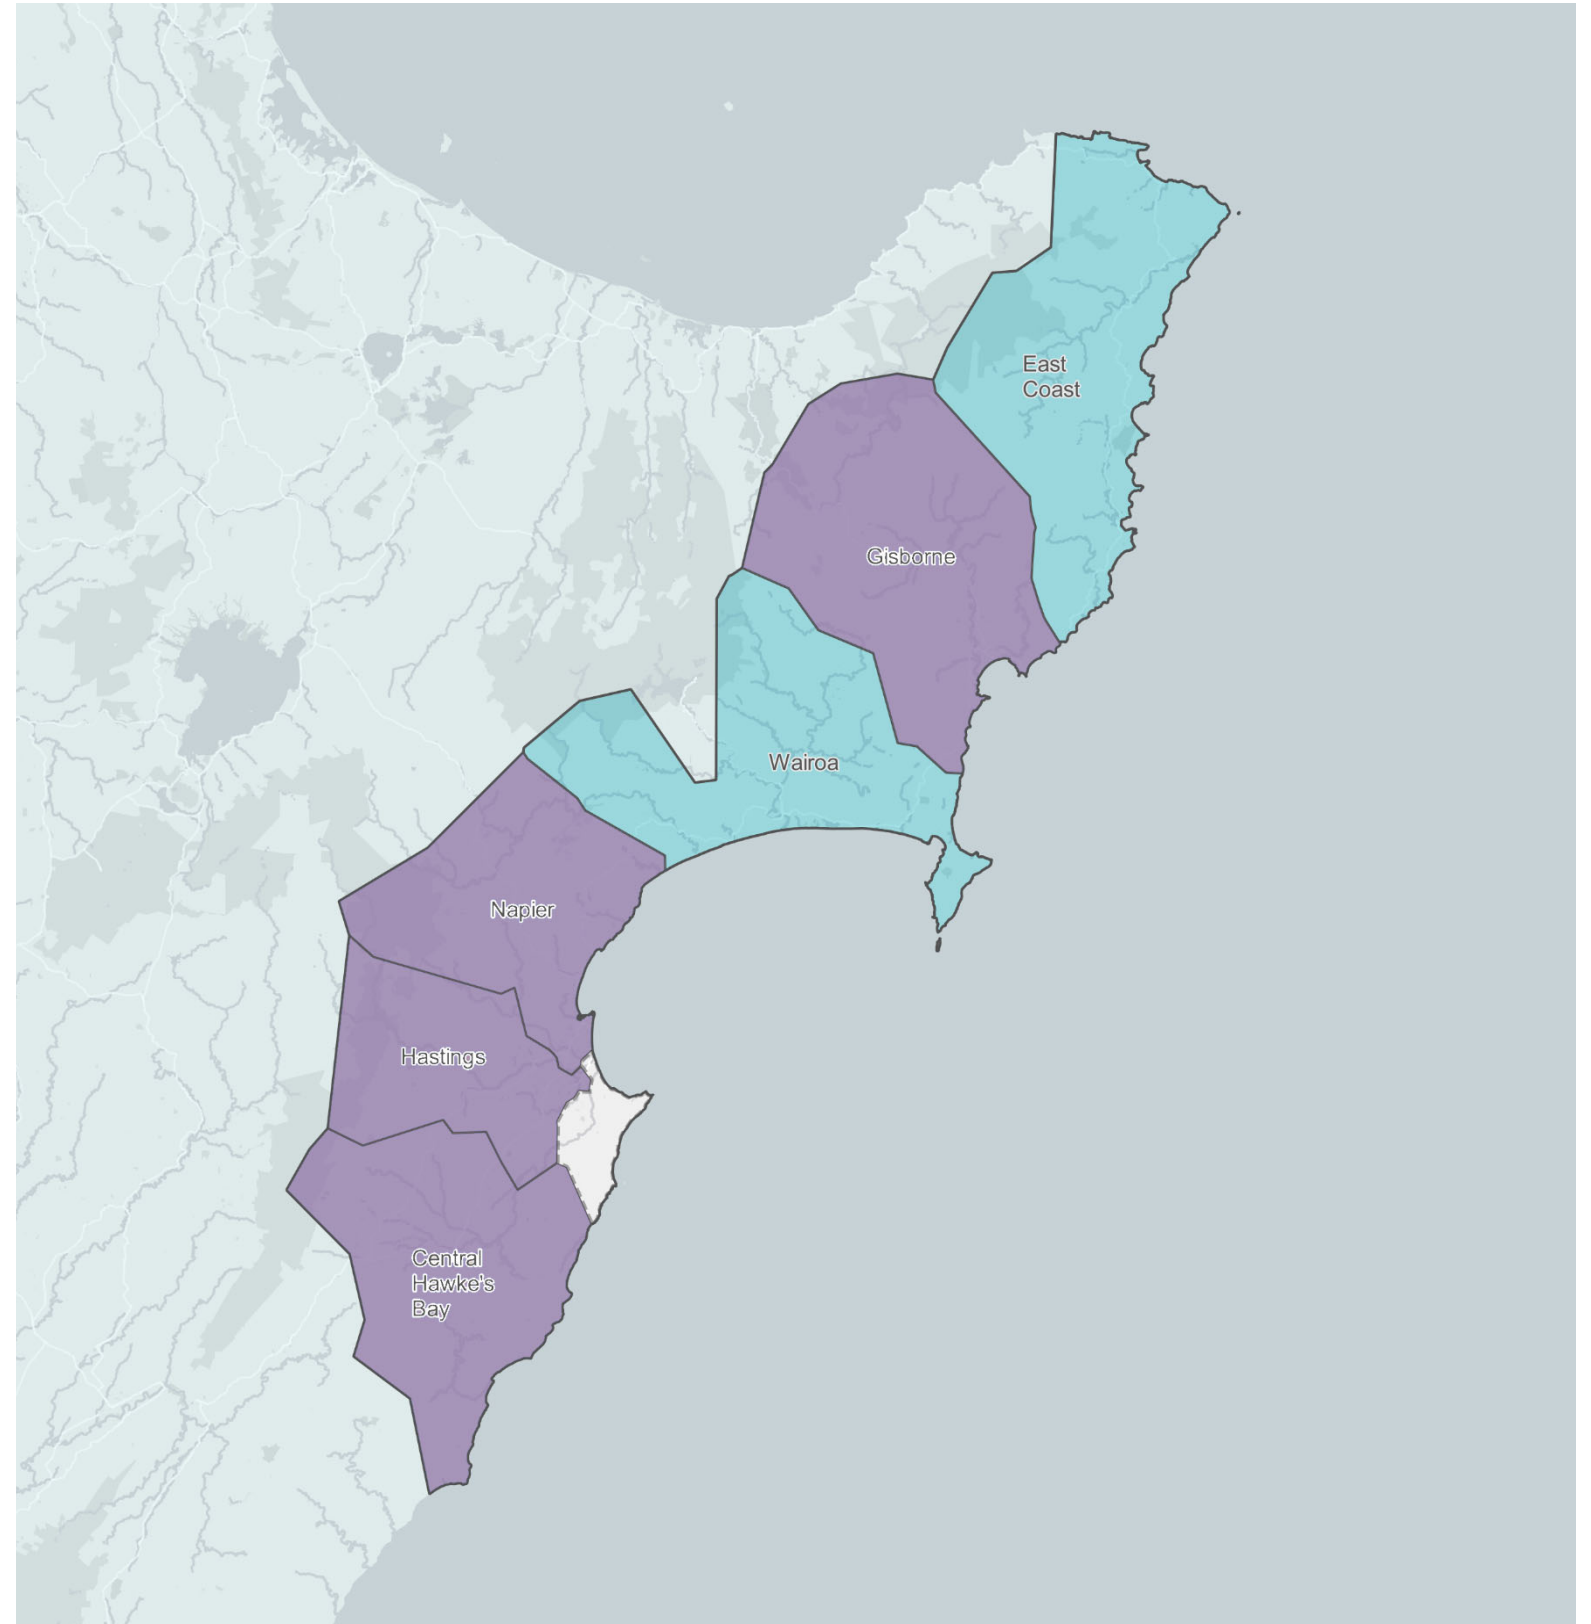 East
Coast
Gisborne
Wairoa
Napier
Hastings
Central
Hawke's
Bay